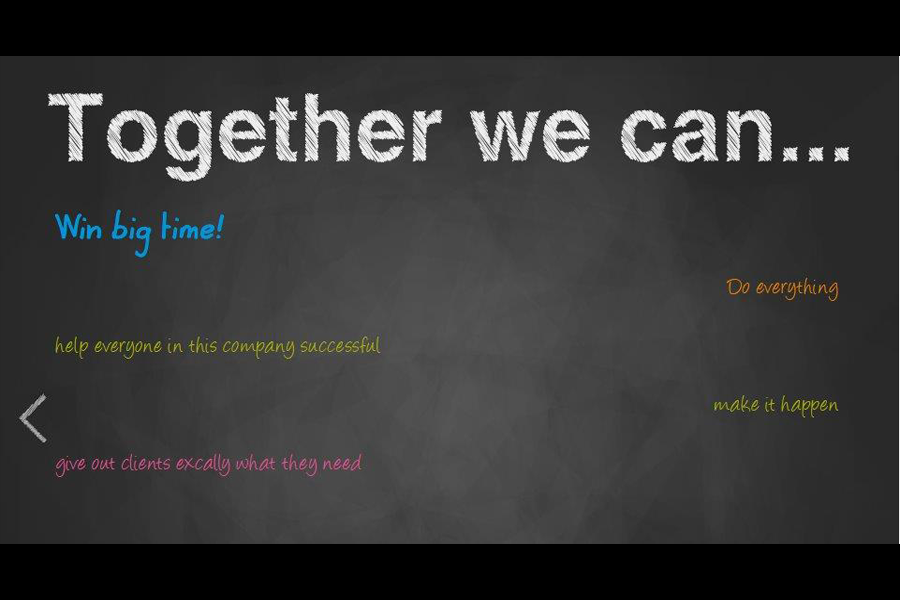 Together we can...
Win big time!
Do everything
help everyone in this company successful
make it happen
give out clients excally what they need